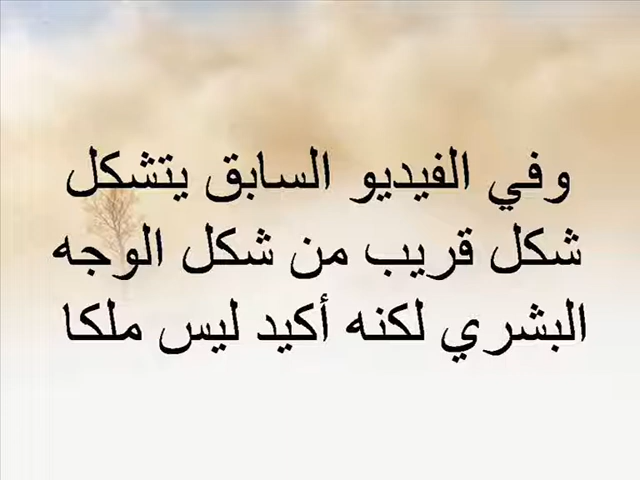 وفي الفيديو السابق يتشكل
شكل قريب من شكل الوجه
البشري لكنه أكيد ليس ملكا